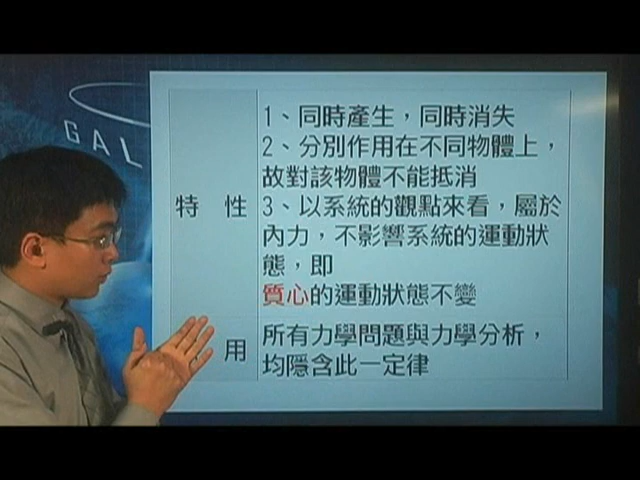 GAL
1、同時產生，同時消失
2、分別作用在不同物體上，
故對該物體不能抵消
特 性
3、以系統的觀點來看，屬於
內力，不影響系統的運動狀
態，即
質心的運動狀態不變
用
所有力學問題與力學分析，
均隱含此一定律